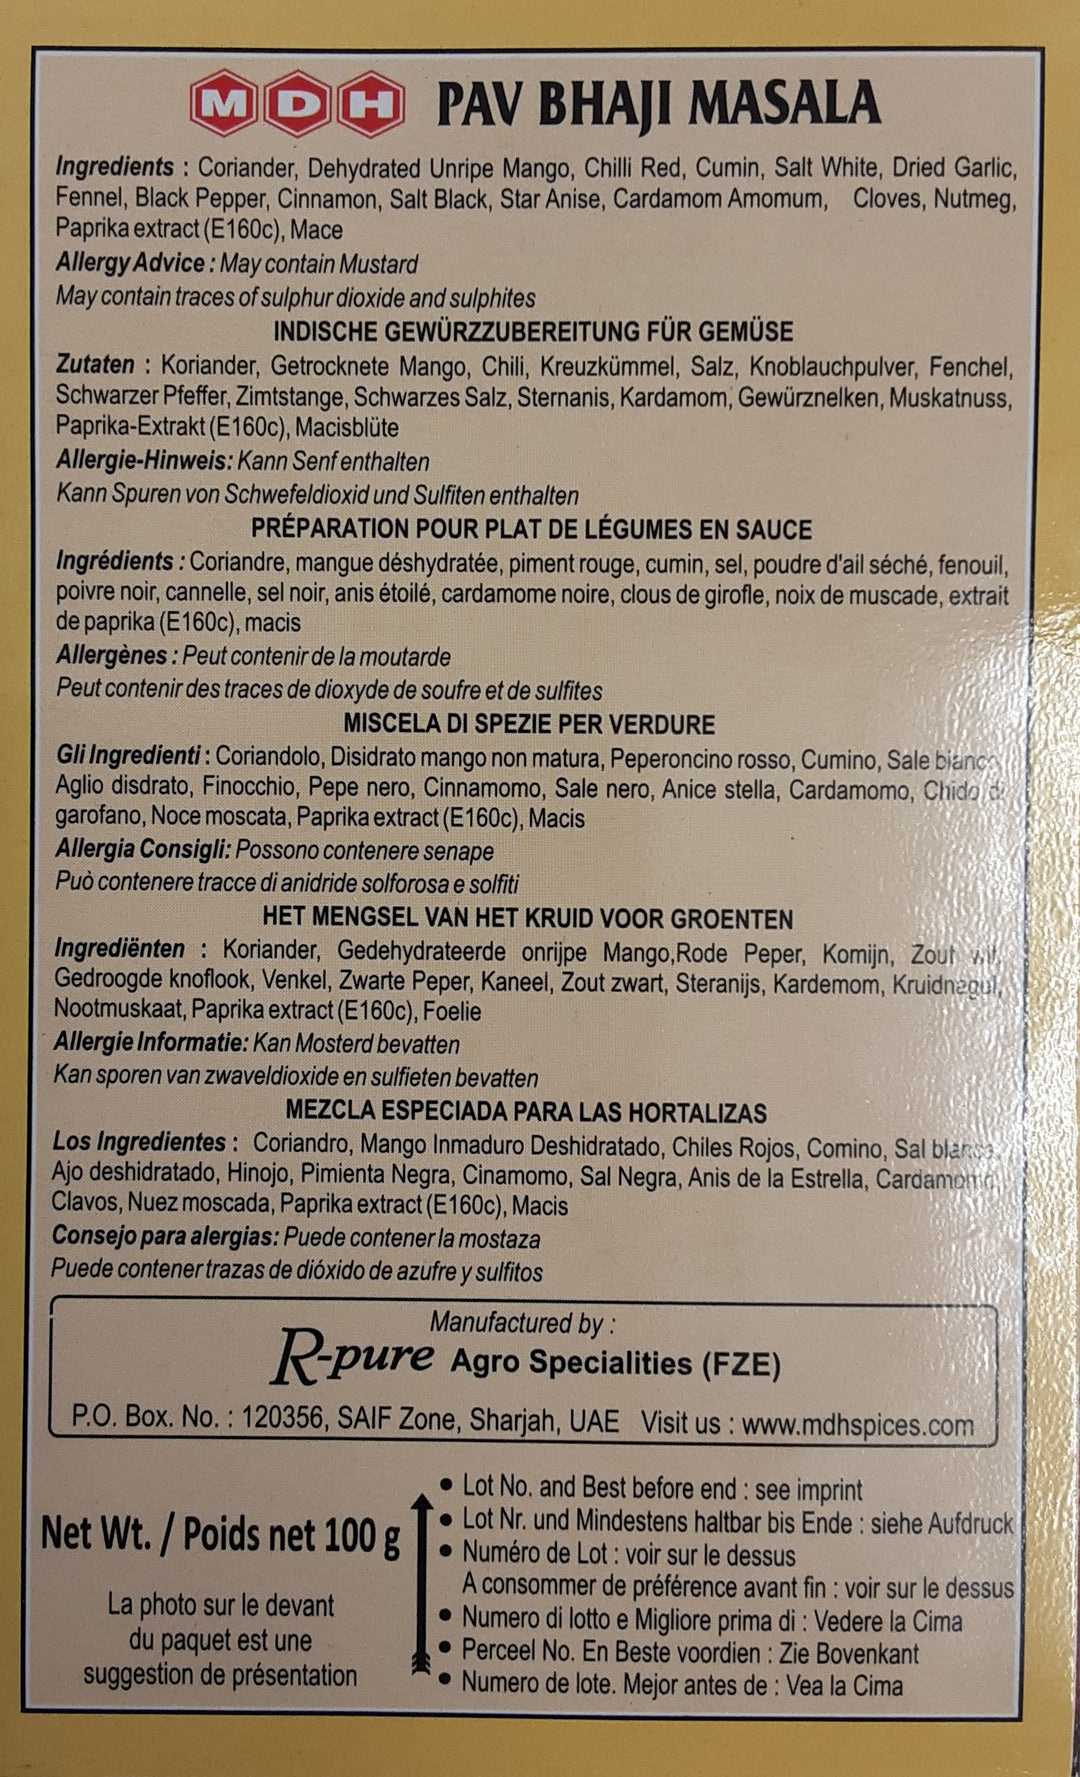 MDH PAV BHAJI MASALA
Ingredients : Coriander, Dehydrated Unripe Mango, Chilli Red, Cumin, Salt White, Dried Garlic,
Fennel, Black Pepper, Cinnamon, Salt Black, Star Anise, Cardamom Amomum, Cloves, Nutmeg,
Paprika extract (E160c), Mace
Allergy Advice : May contain Mustard
May contain traces of sulphur dioxide and sulphites
INDISCHE GEWÜRZZUBEREITUNG FÜR GEMÜSE
Zutaten : Koriander, Getrocknete Mango, Chili, Kreuzkümmel, Salz, Knoblauchpulver, Fenchel,
Schwarzer Pfeffer, Zimtstange, Schwarzes Salz, Sternanis, Kardamom, Gewürznelken, Muskatnuss,
Paprika-Extrakt (E160c), Macisblüte
Allergie-Hinweis: Kann Senf enthalten
Kann Spuren von Schwefeldioxid und Sulfiten enthalten
PRÉPARATION POUR PLAT DE LÉGUMES EN SAUCE
Ingrédients : Coriandre, mangue déshydratée, piment rouge, cumin, sel, poudre d'ail séché, fenouil,
poivre noir, cannelle, sel noir, anis étoilé, cardamome noire, clous de girofle, noix de muscade, extrait
de paprika (E160c), macis
Allergènes : Peut contenir de la moutarde
Peut contenir des traces de dioxyde de soufre et de sulfites
MISCELA DI SPEZIE PER VERDURE
Gli Ingredienti : Coriandolo, Disidrato mango non matura, Peperoncino rosso, Cumino, Sale bianco,
Aglio disdrato, Finocchio, Pepe nero, Cinnamomo, Sale nero, Anice stella, Cardamomo, Chido di
garofano, Noce moscata, Paprika extract (E160c), Macis
Allergia Consigli: Possono contenere senape
Può contenere tracce di anidride solforosa e solfiti
HET MENGSEL VAN HET KRUID VOOR GROENTEN
Ingrediënten : Koriander, Gedehydrateerde onrijpe Mango,Rode Peper, Komijn, Zout
Gedroogde knoflook, Venkel, Zwarte Peper, Kaneel, Zout zwart, Steranijs, Kardemom, Kruidnagul,
Nootmuskaat, Paprika extract (E160c), Foelie
Allergie Informatie: Kan Mosterd bevatten
Kan sporen van zwaveldioxide en sulfieten bevatten
MEZCLA ESPECIADA PARA LAS HORTALIZAS
Los Ingredientes : Coriandro, Mango Inmaduro Deshidratado, Chiles Rojos, Comino, Sal blanca,
Ajo deshidratado, Hinojo, Pimienta Negra, Cinamomo, Sal Negra, Anis de la Estrella,
Clavos, Nuez moscada, Paprika extract (E160c), Macis
Consejo para alergias: Puede contener la mostaza
Puede contener trazas de dióxido de azufre y sulfitos
Manufactured by :
R-pure Agro Specialities (FZE)
P.O. Box. No. : 120356, SAIF Zone, Sharjah, UAE Visit us : www.mdhspices.com
Net Wt. / Poids net 100 g
La photo sur le devant
du paquet est une
suggestion de présentation
• Lot No. and Best before end : see imprint
• Lot Nr. und Mindestens haltbar bis Ende : siehe Aufdruck
• Numéro de Lot : voir sur le dessus
A consommer de préférence avant fin : voir sur le dessus
• Numero di lotto e Migliore prima di : Vedere la Cima
• Perceel No. En Beste voordien : Zie Bovenkant
• Numero de lote. Mejor antes de : Vea la Cima